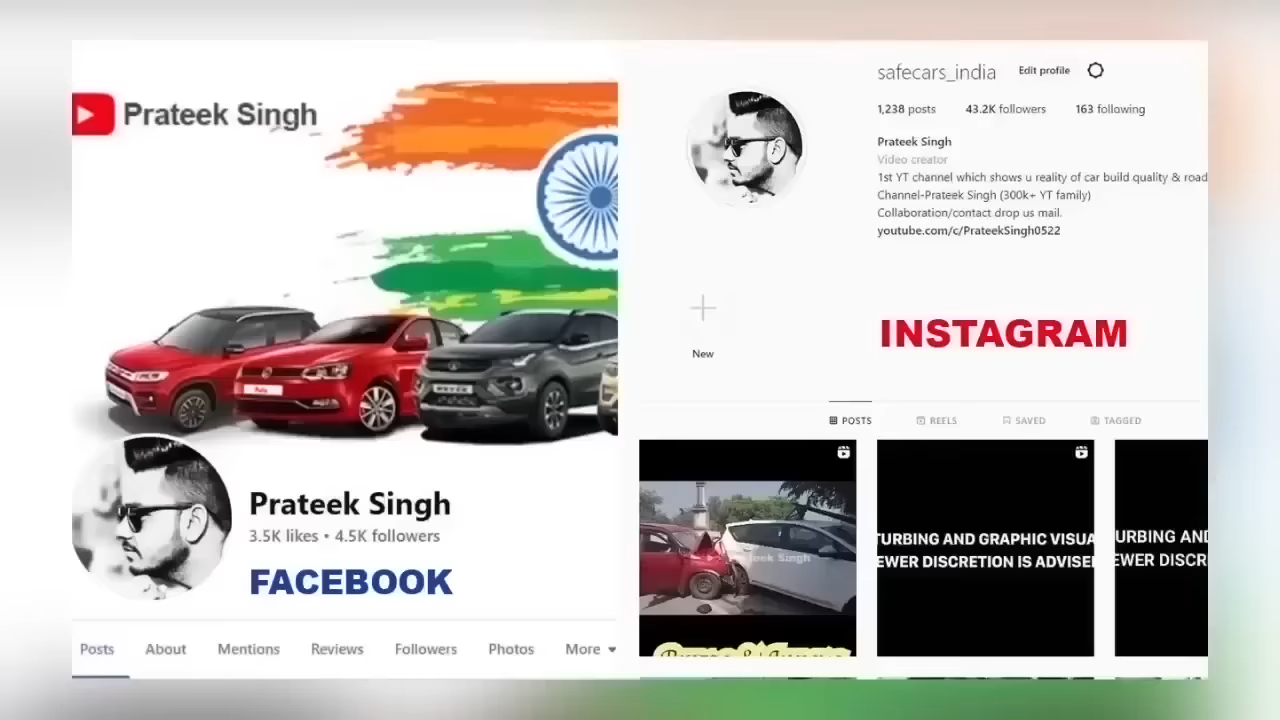 Prateek Singh
Prateek Singh
3.5K likes • 4.5K followers
FACEBOOK
Posts
About
Mentions
Reviews
Followers
Photos
More
safecars_india
Edit profile
1,238 posts
43.2K followers
163 following
Prateek Singh
Video creator
1st YT channel which shows u reality of car build quality & road
Channel-Prateek Singh (300k+ YT family)
Collaboration/contact drop us mail.
youtube.com/c/PrateekSingh0522
New
INSTAGRAM
POSTS
REELS
SAVED
TAGGED
teek Singh
TURBING AND GRAPHIC VISUA
EWER DISCRETION IS ADVISE
URBING AND
EWER DISCR